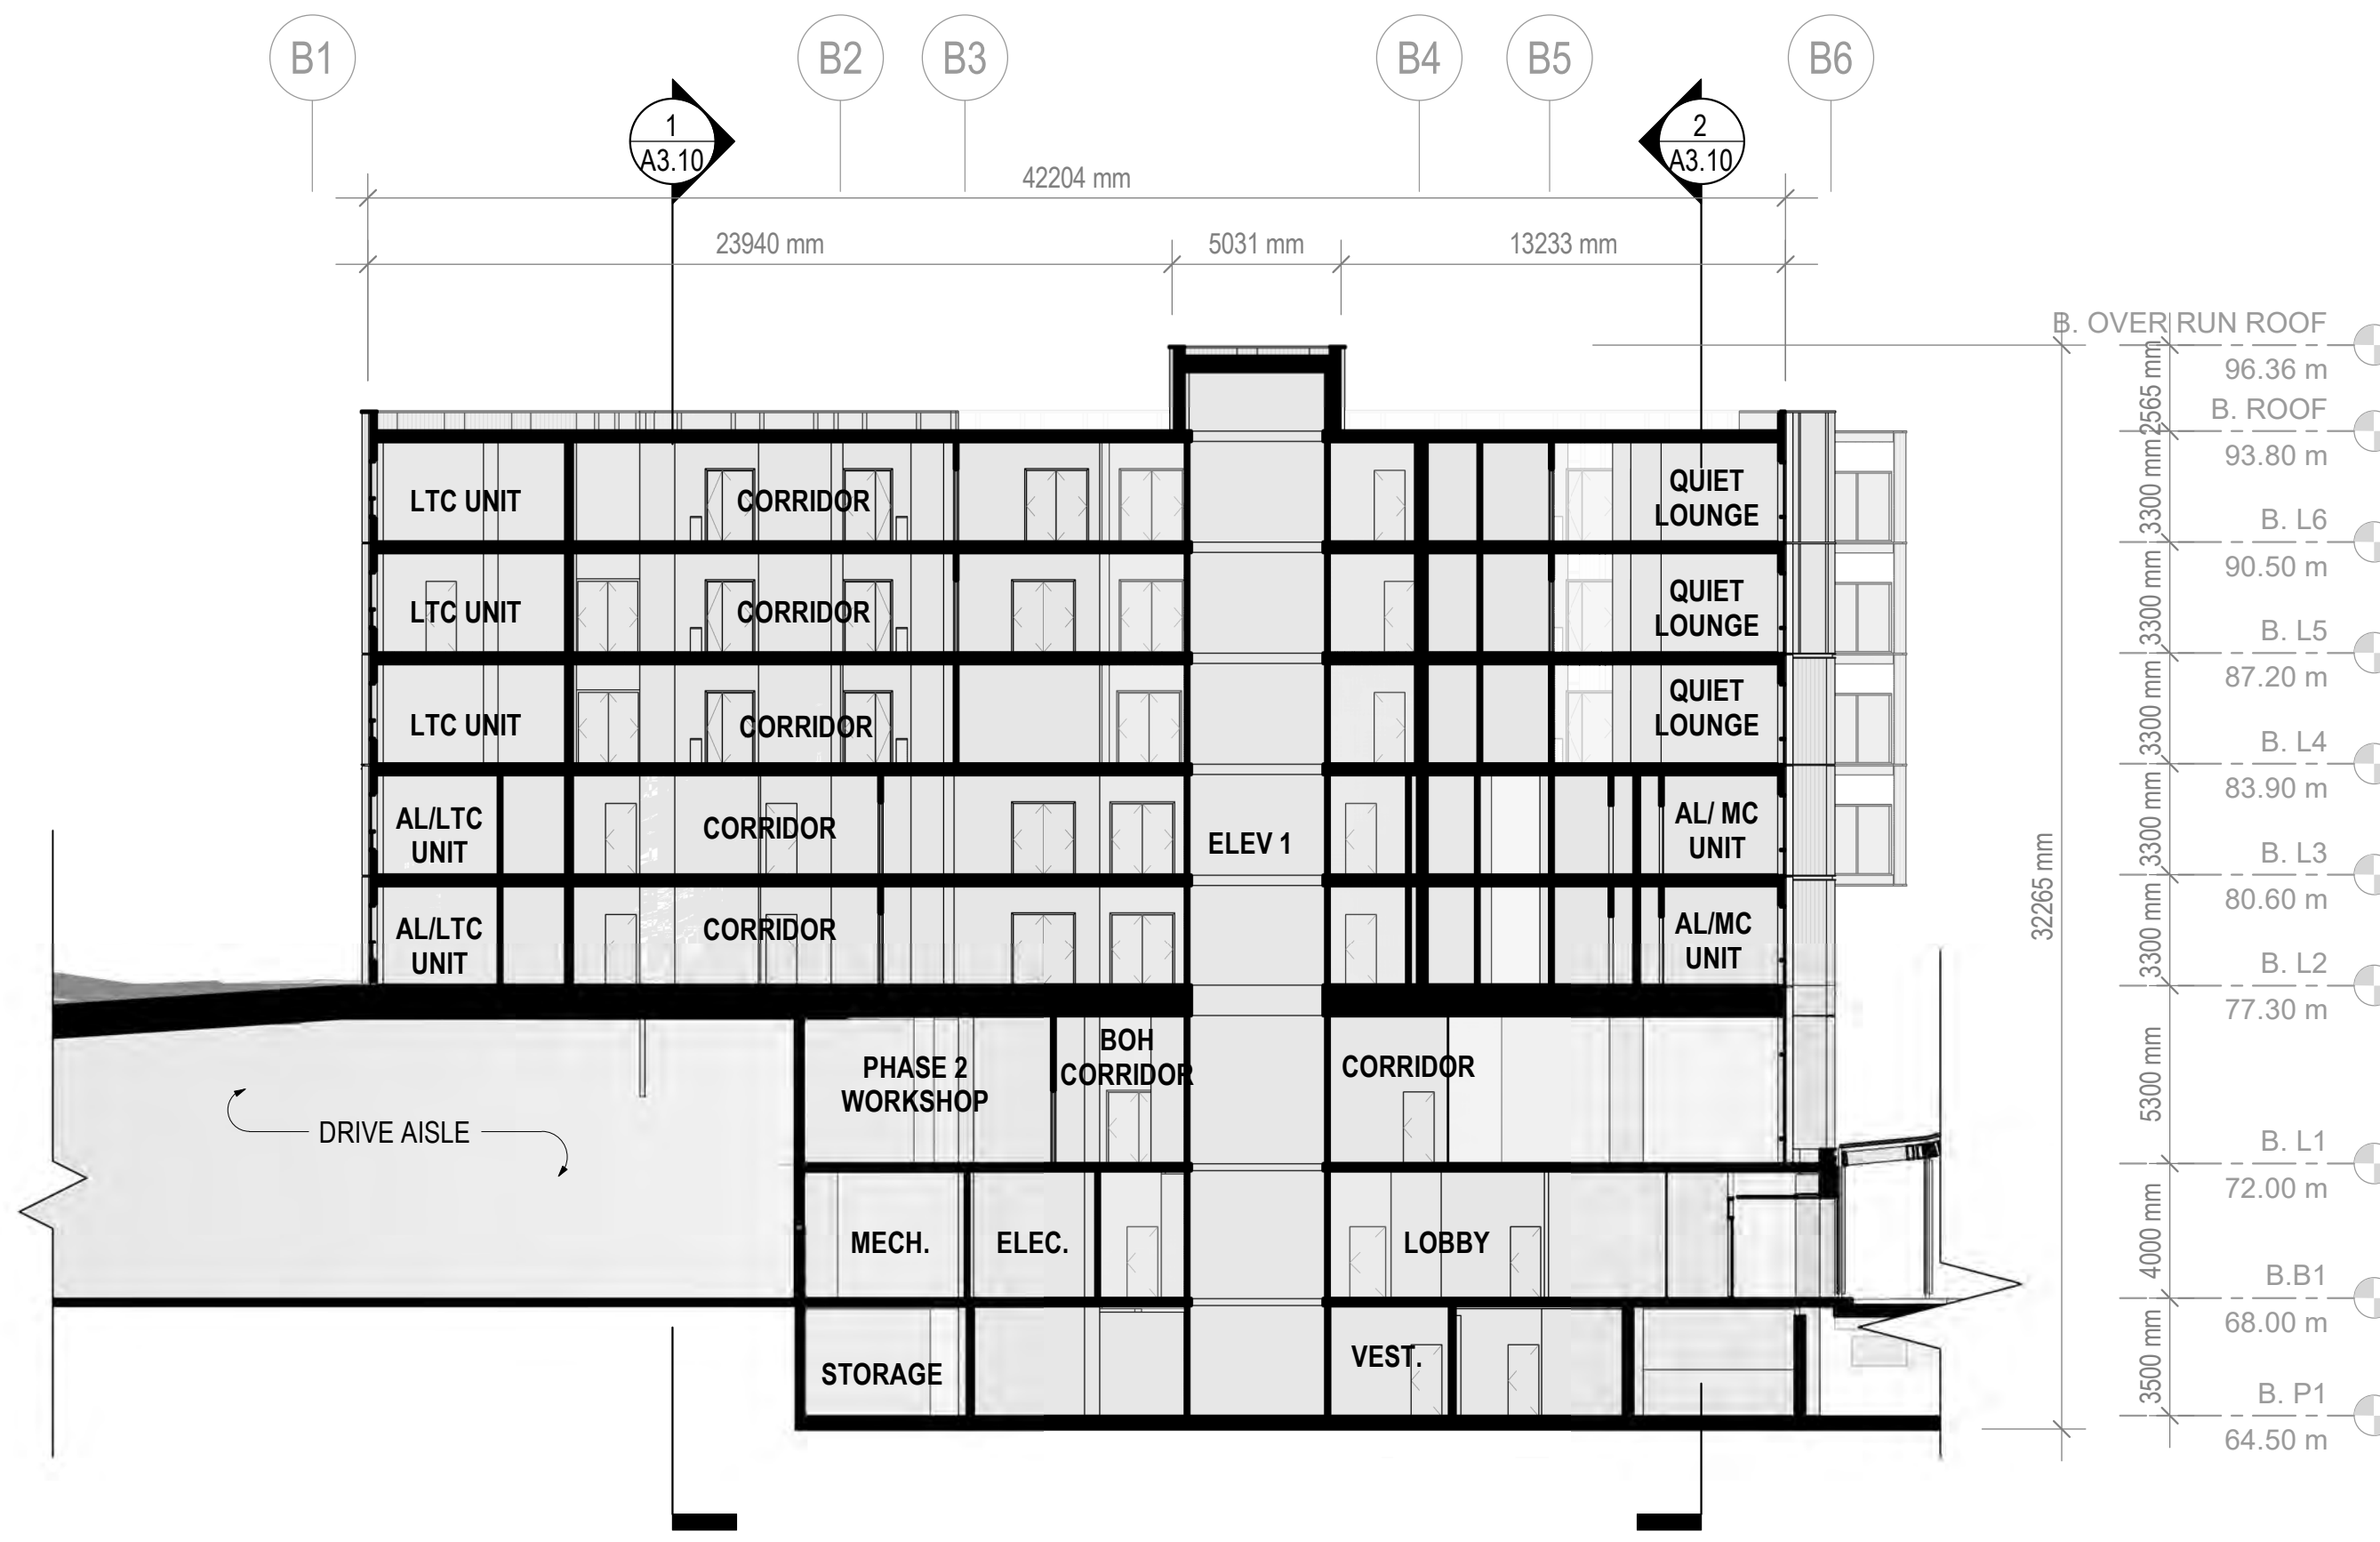 B1
B2
B3
B4
B5
B6
1
A3.10
2
A3.10
42204 mm
23940 mm
5031 mm
13233 mm
B. OVER RUN ROOF
96.36 m
2565 mm
B. ROOF
93.80 m
3300 mm
B. L6
90.50 m
3300 mm
B. L5
87.20 m
3300 mm
B. L4
83.90 m
3300 mm
B. L3
80.60 m
3300 mm
B. L2
77.30 m
5300 mm
B. L1
72.00 m
4000 mm
B.B1
68.00 m
3500 mm
B. P1
64.50 m
32265 mm
LTC UNIT
CORRIDOR
QUIET
LOUNGE
LTC UNIT
CORRIDOR
QUIET
LOUNGE
LTC UNIT
CORRIDOR
QUIET
LOUNGE
AL/LTC
UNIT
CORRIDOR
ELEV 1
AL/ MC
UNIT
AL/LTC
UNIT
CORRIDOR
AL/MC
UNIT
DRIVE AISLE
PHASE 2
WORKSHOP
BOH
CORRIDOR
CORRIDOR
MECH.
ELEC.
LOBBY
STORAGE
VEST.